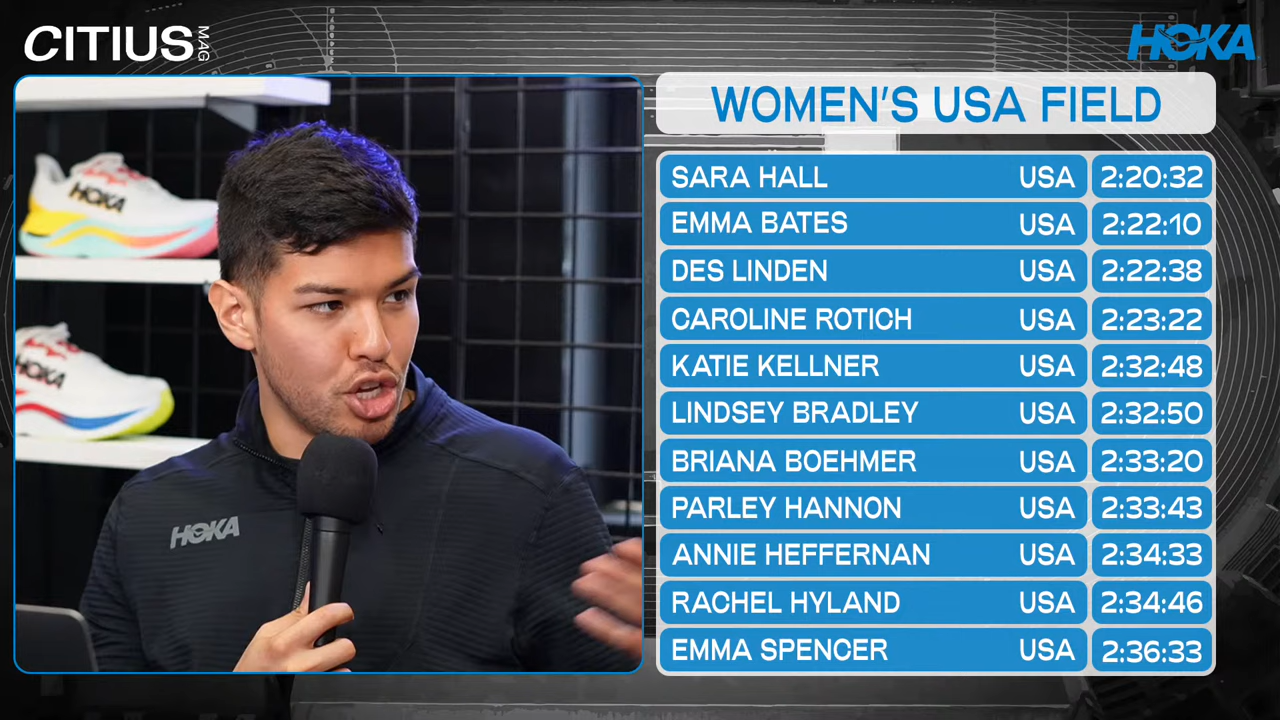 CITIUS MAG
HOKA
WOMEN'S USA FIELD
SARA HALL USA 2:20:32
EMMA BATES USA 2:22:10
DES LINDEN USA 2:22:38
CAROLINE ROTICH USA 2:23:22
KATIE KELLNER USA 2:32:48
LINDSEY BRADLEY USA 2:32:50
BRIANA BOEHMER USA 2:33:20
PARLEY HANNON USA 2:33:43
ANNIE HEFFERNAN USA 2:34:33
RACHEL HYLAND USA 2:34:46
EMMA SPENCER USA 2:36:33
HOKA
HOKA
HOKA